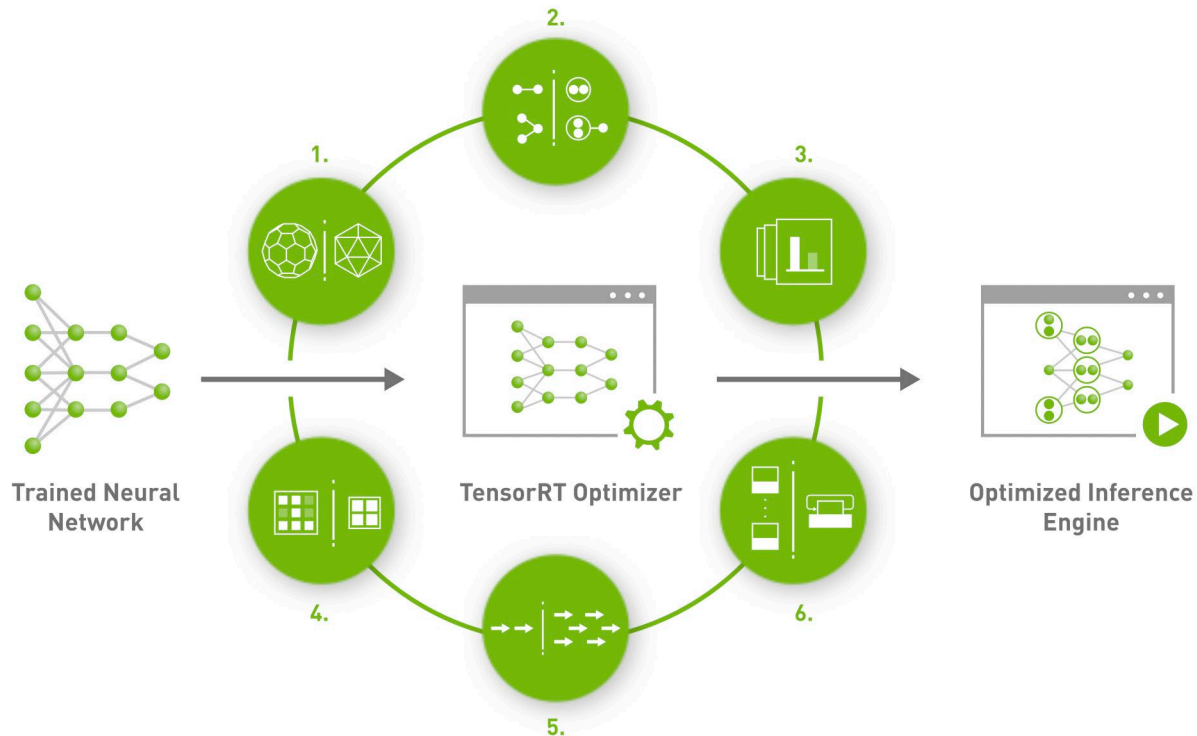 2.
1.
3.
Trained Neural
Network
TensorRT Optimizer
Optimized Inference
Engine
4.
6.
5.